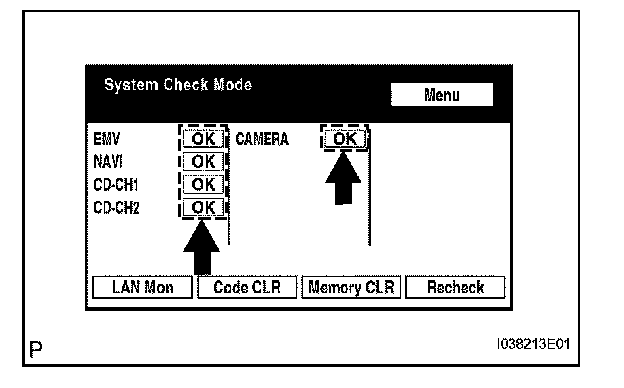 System Check Mode
Menu
EMV OK CAMERA OK
NAVI OK
CD-CH1 OK
CD-CH2 OK
LAN Mon Code CLR Memory CLR Recheck
P I038213E01